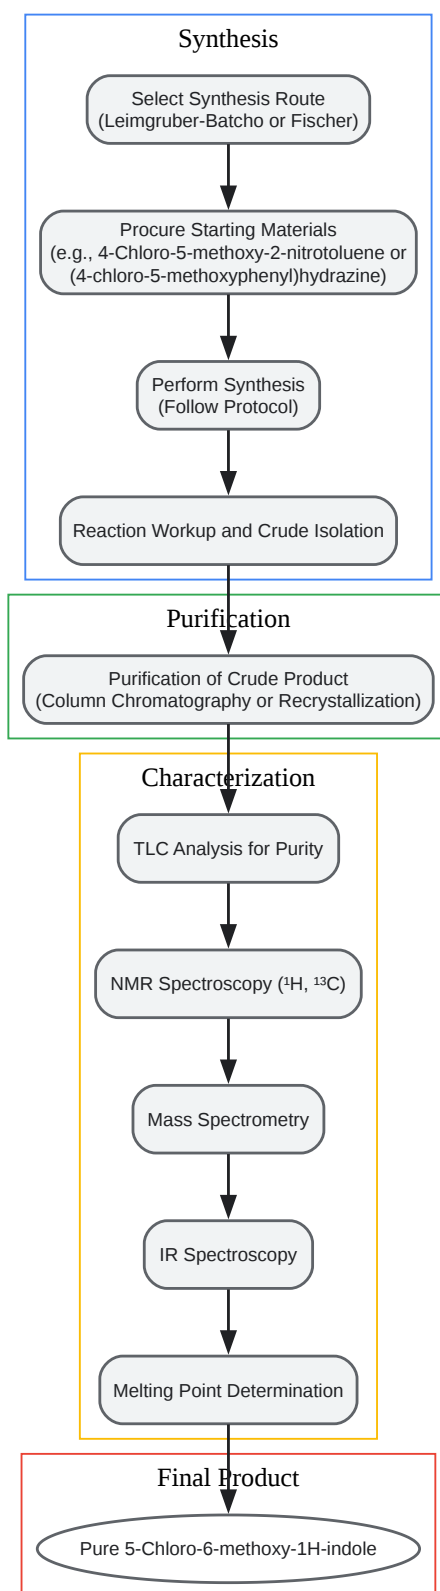 Synthesis
Select Synthesis Route
(Leimgruber-Batcho or Fischer)
Procure Starting Materials
(e.g., 4-Chloro-5-methoxy-2-nitrotoluene or
(4-chloro-5-methoxyphenyl)hydrazine)
Perform Synthesis
(Follow Protocol)
Reaction Workup and Crude Isolation
Purification
Purification of Crude Product
(Column Chromatography or Recrystallization)
Characterization
TLC Analysis for Purity
NMR Spectroscopy (¹H, ¹³C)
Mass Spectrometry
IR Spectroscopy
Melting Point Determination
Final Product
Pure 5-Chloro-6-methoxy-1H-indole